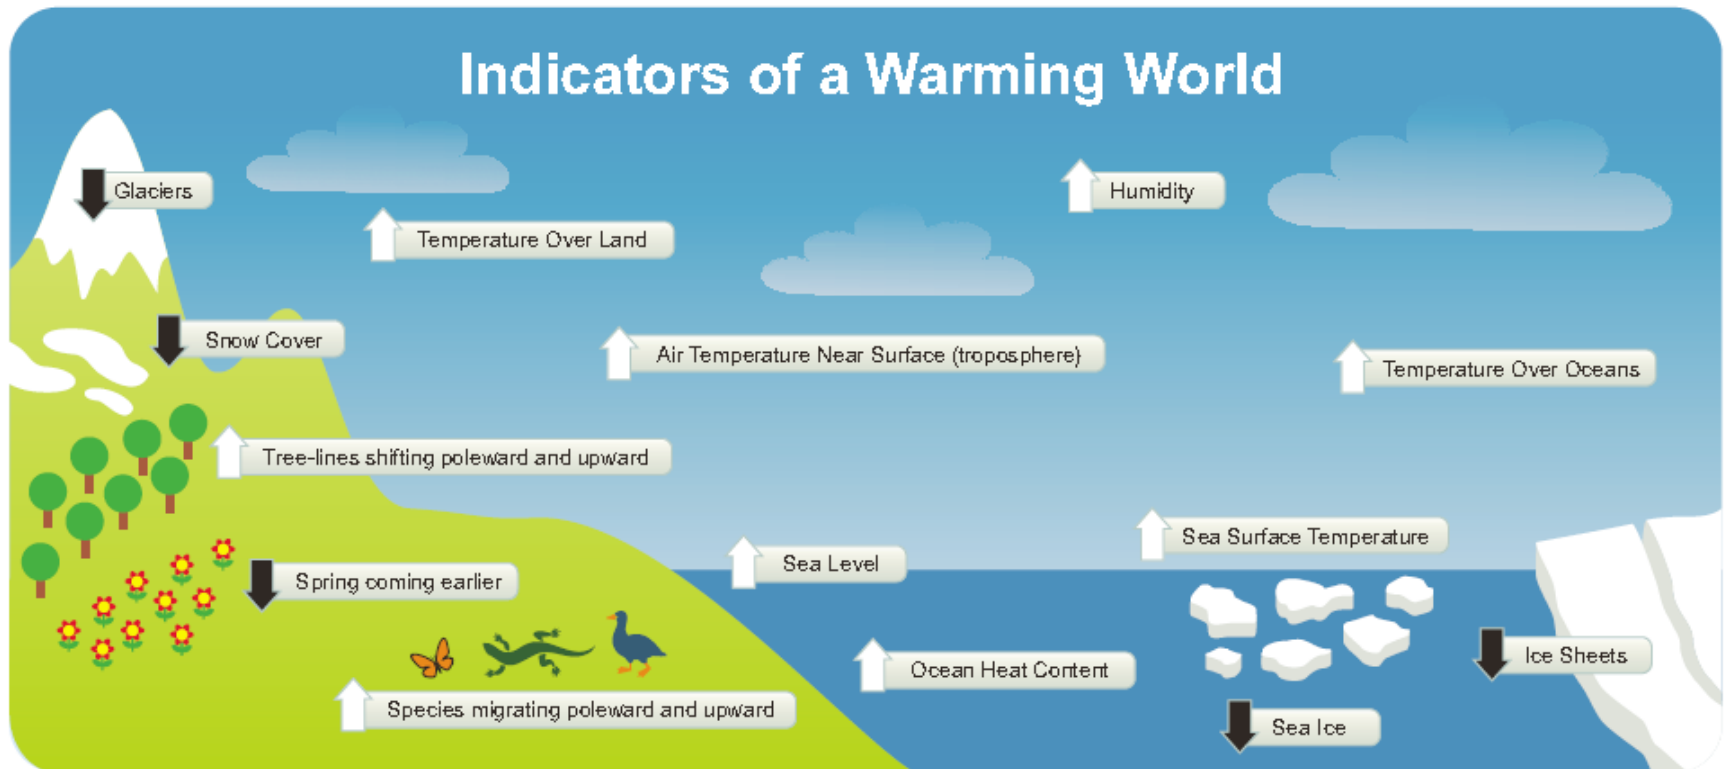 Indicators of a Warming World
Glaciers
Humidity
Temperature Over Land
Snow Cover
Air Temperature Near Surface (troposphere)
Temperature Over Oceans
Tree-lines shifting poleward and upward
Sea Surface Temperature
Sea Level
Spring coming earlier
Ice Sheets
Ocean Heat Content
Species migrating poleward and upward
Sea Ice